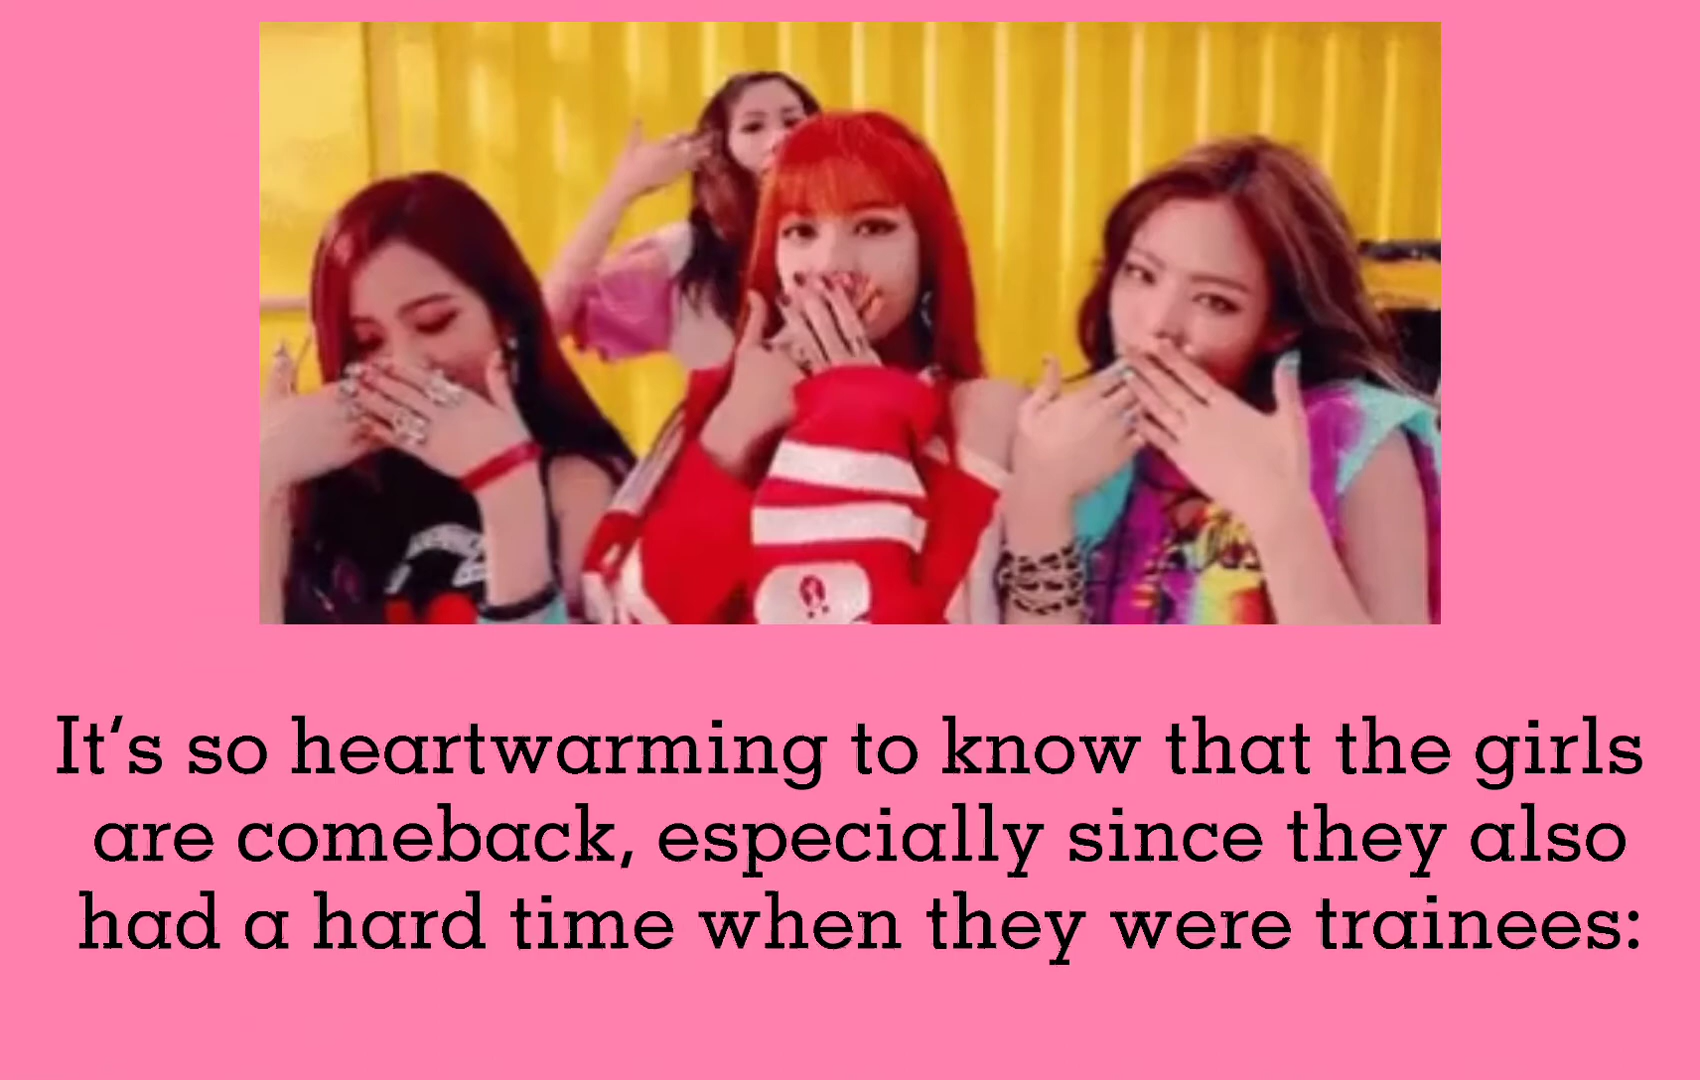 It’s so heartwarming to know that the girls
are comeback, especially since they also
had a hard time when they were trainees: